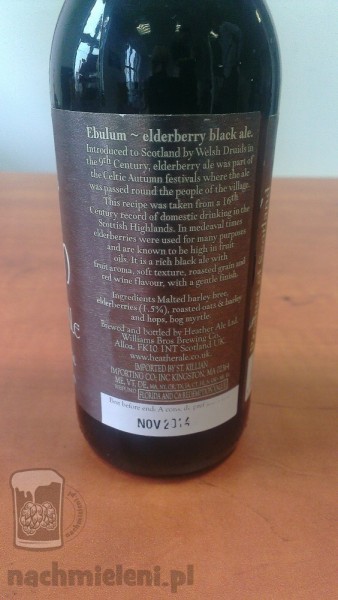 Ebulum ~ elderberry black ale.
Introduced to Scotland by Welsh Druids in
the 9th Century, elderberry ale was part of
the Celtic Autumn festivals where the ale
was passed round the people of the village.
This recipe was taken from a 16th
Century record of domestic drinking in the
Scottish Highlands. In medeaval times
elderberries were used for many purposes
and are known to be high in fruit
oils. It is a rich black ale with
fruit aroma, soft texture, roasted grain and
red wine flavour, with a gentle finish.
Ingredients Malted barley, bree,
elderberries (1.5%), roasted oats & barley
and hops, bog myrtle
Brewed and bottled by Heather Ale Ltd.
Williams Bros Brewing Co.
Alloa, FK10 1NT Scotland UK
www.heatherale.co.uk
IMPORTED BY ST. KILLIAN
IMPORTING CO; INC KINGSTON, MA 02364
ME, VT, DE,
Best before end:
NOV 2014
nachmieleni.pl